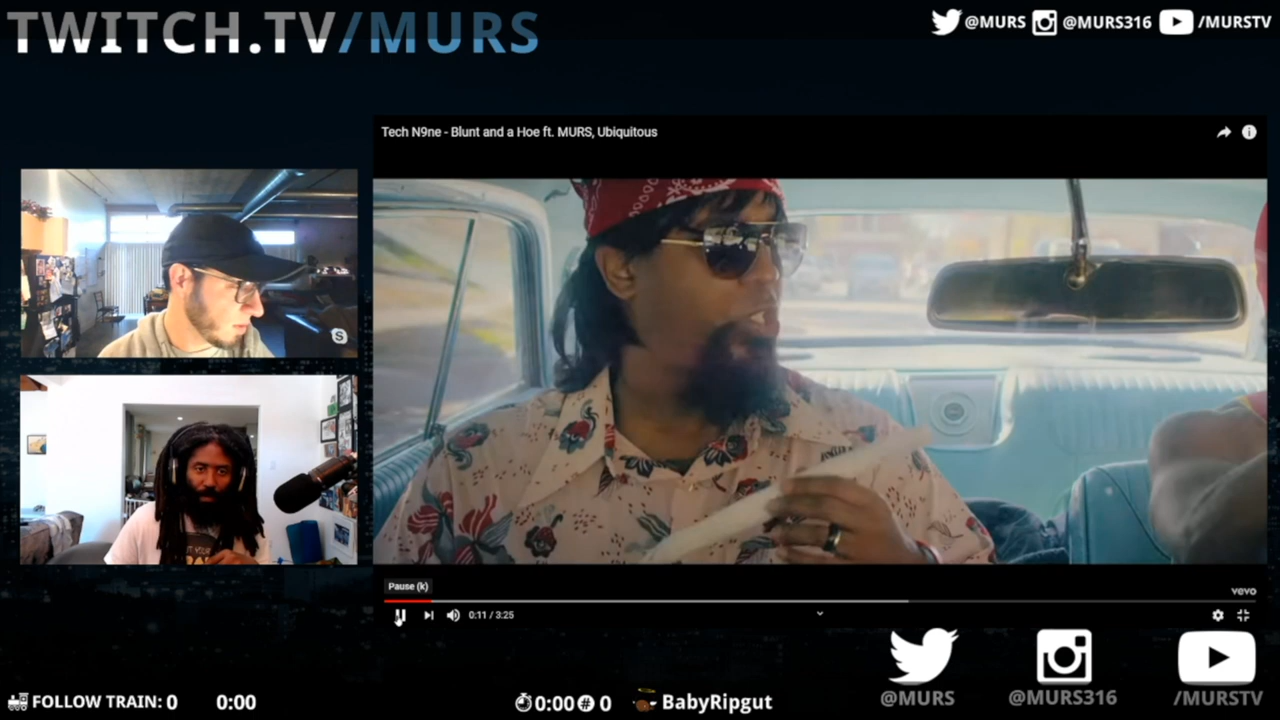 TWITCH.TV/MURS
@MURS
@MURS316
/MURSTV
Tech N9ne - Blunt and a Hoe ft. MURS, Ubiquitous
Pause (k)
vevo
0:11 / 3:25
@MURS
@MURS316
/MURSTV
FOLLOW TRAIN: 0
0:00
0:00
0
BabyRipgut